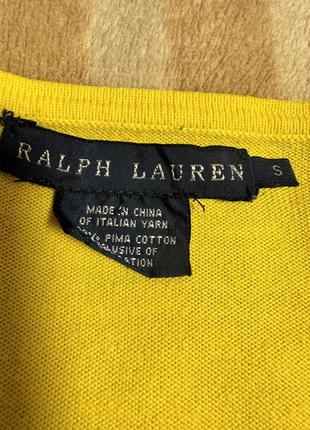 RALPH LAUREN
S
MADE IN CHINA
OF ITALIAN YARN
PIMA COTTON
EXCLUSIVE OF